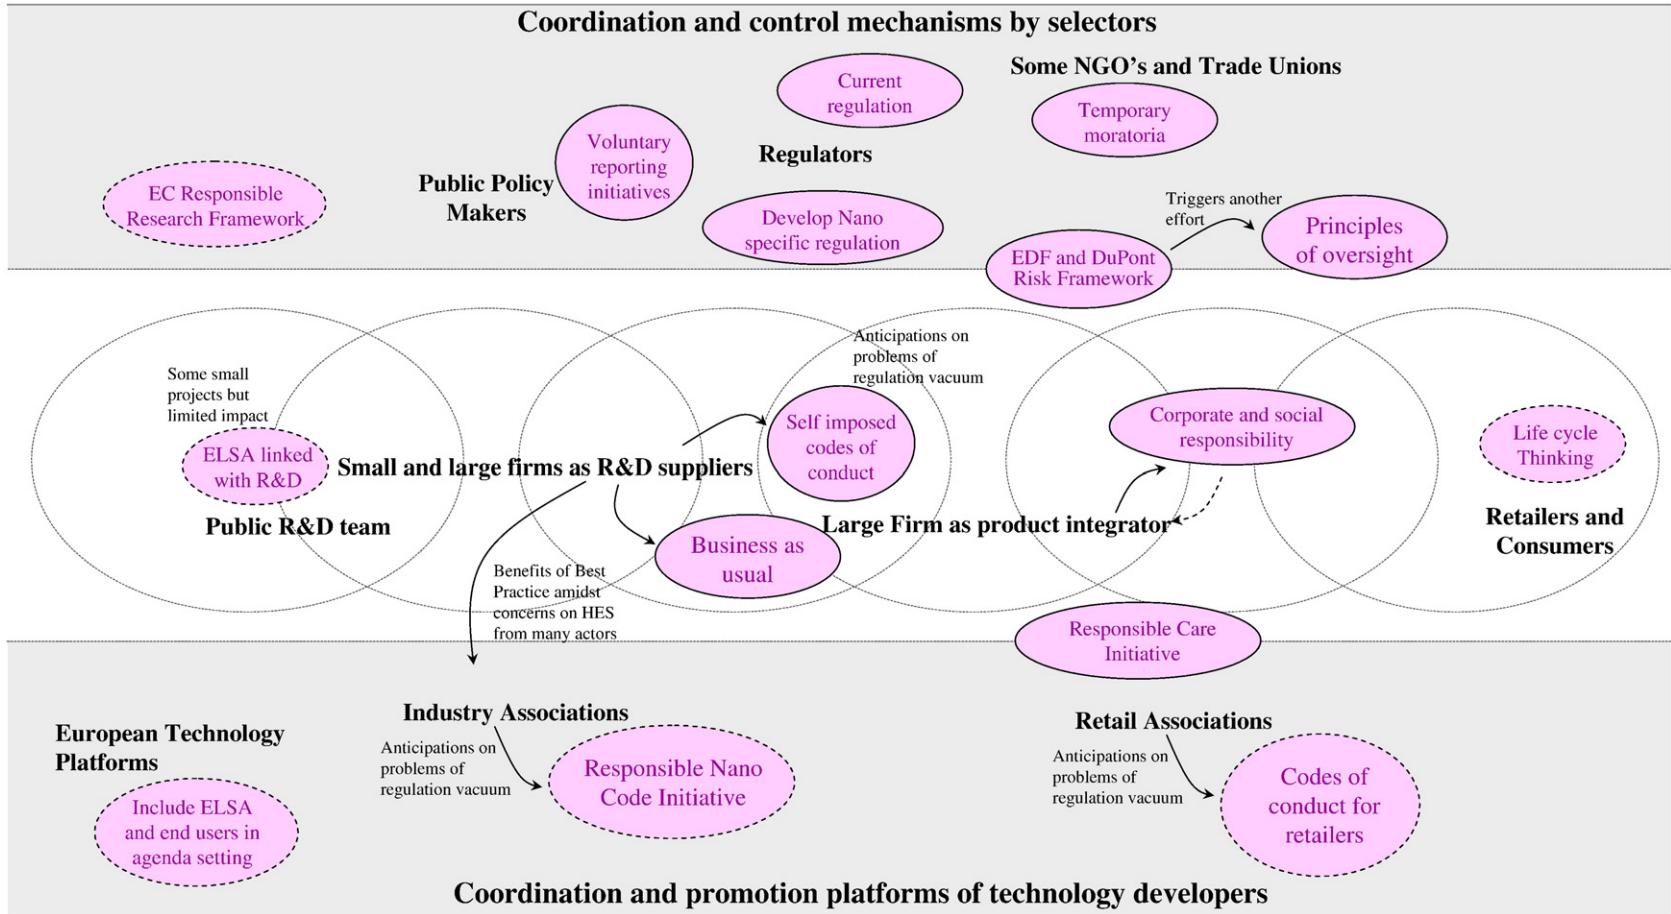 Coordination and control mechanisms by selectors
Current
regulation
Some NGO's and Trade Unions
Temporary
moratoria
Voluntary
reporting
initiatives
Regulators
Public Policy
Makers
EC Responsible
Research Framework
Develop Nano
specific regulation
Triggers another
effort
Principles
of oversight
EDF and DuPont
Risk Framework
Anticipations on
problems of
regulation vacuum
Some small
projects but
limited impact
ELSA linked
with R&D
Public R&D team
Small and large firms as R&D suppliers
Self imposed
codes of
conduct
Corporate and social
responsibility
Life cycle
Thinking
Large Firm as product integrator
Retailers and
Consumers
Business as
usual
Benefits of Best
Practice amidst
concerns on HES
from many actors
Responsible Care
Initiative
European Technology
Platforms
Include ELSA
and end users in
agenda setting
Industry Associations
Anticipations on
problems of
regulation vacuum
Responsible Nano
Code Initiative
Retail Associations
Anticipations on
problems of
regulation vacuum
Codes of
conduct for
retailers
Coordination and promotion platforms of technology developers